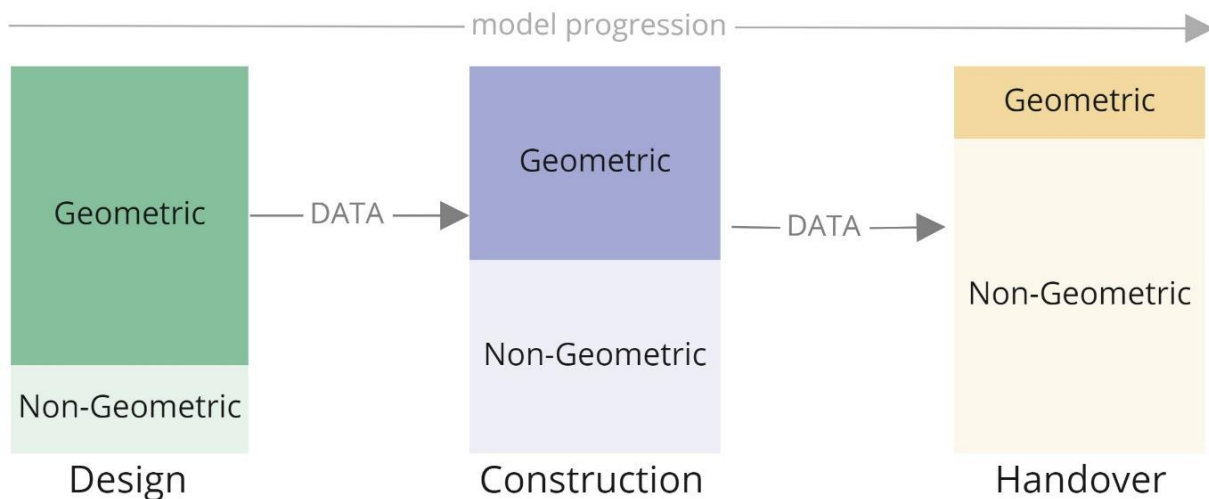 model progression
Geometric
Non-Geometric
Design
DATA
Geometric
Non-Geometric
Construction
DATA
Geometric
Non-Geometric
Handover